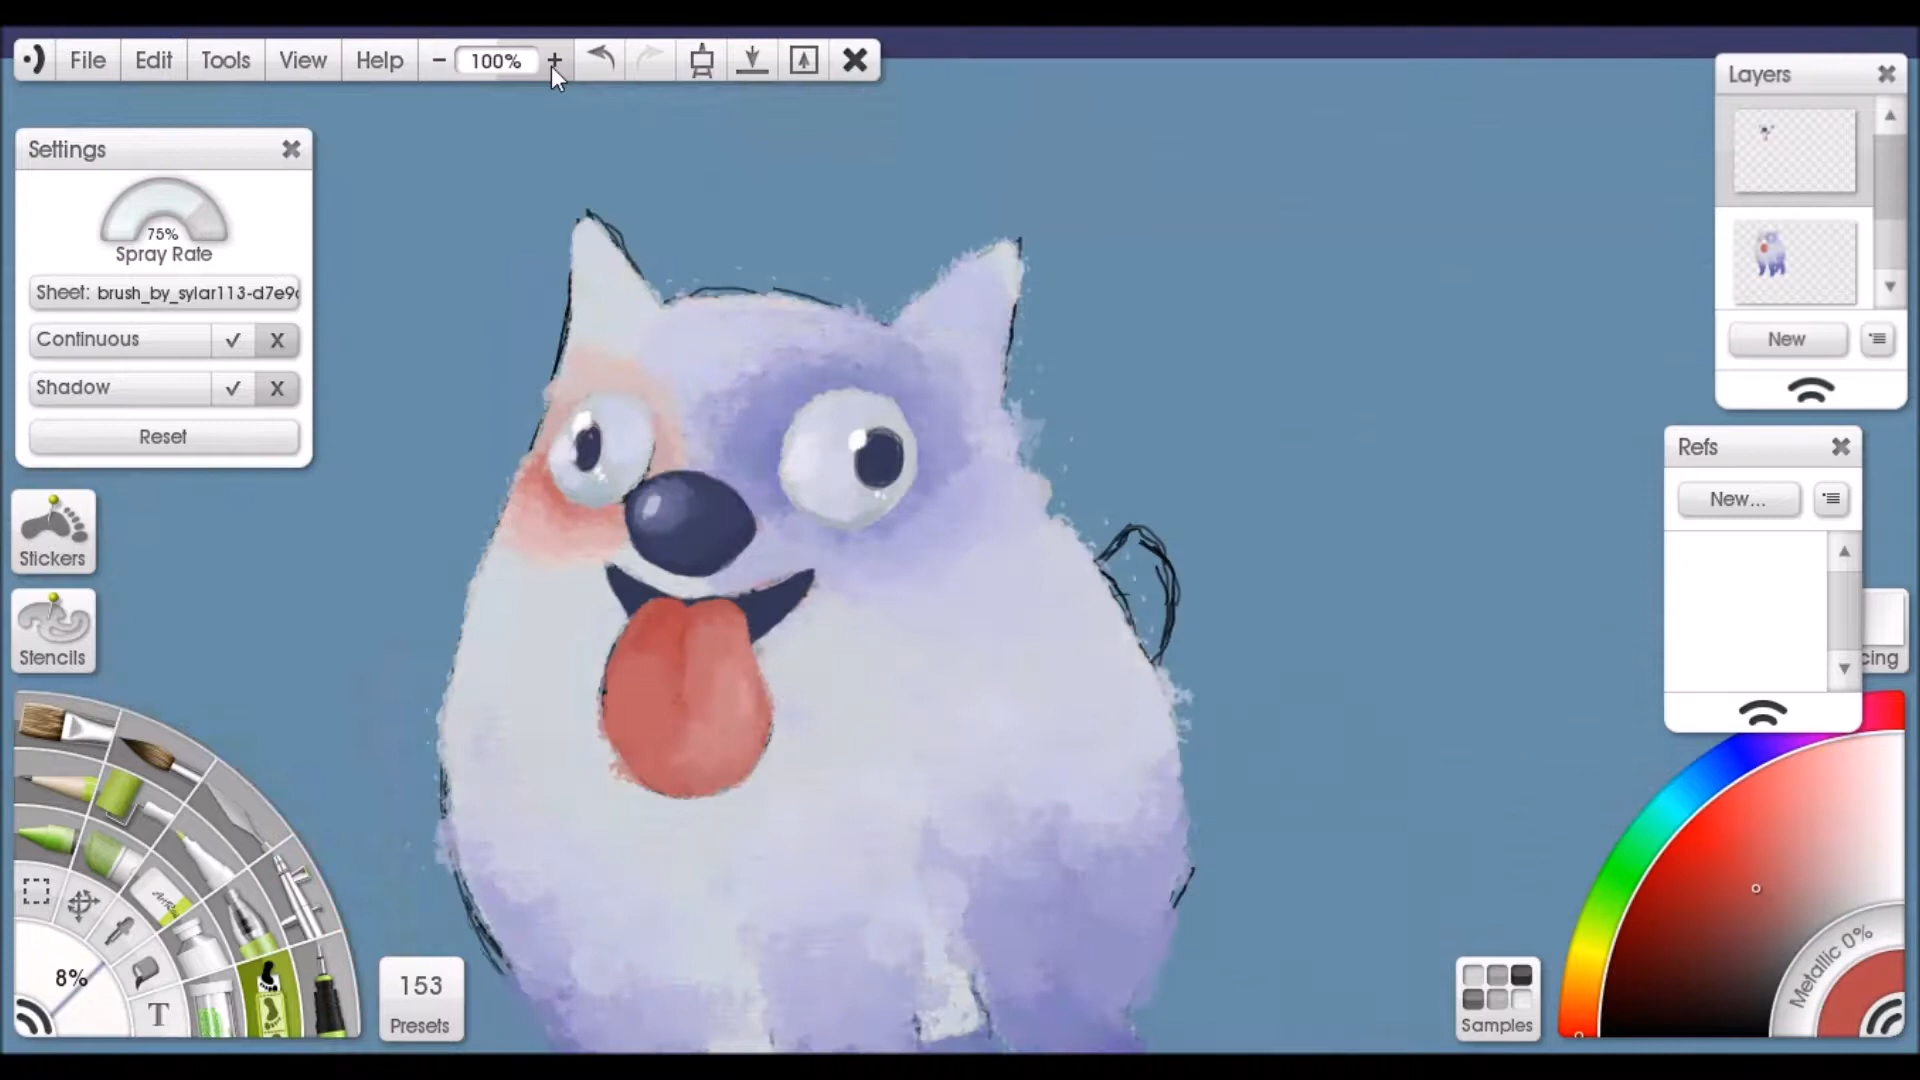 File Edit Tools View Help − 100% +
Layers
Settings
75%
Spray Rate
Sheet: brush_by_sylar113-d7e9
Continuous
Shadow
Reset
New
Refs
New...
Stickers
Stencils
cing
8%
T
153
Presets
Samples
Metallic 0%